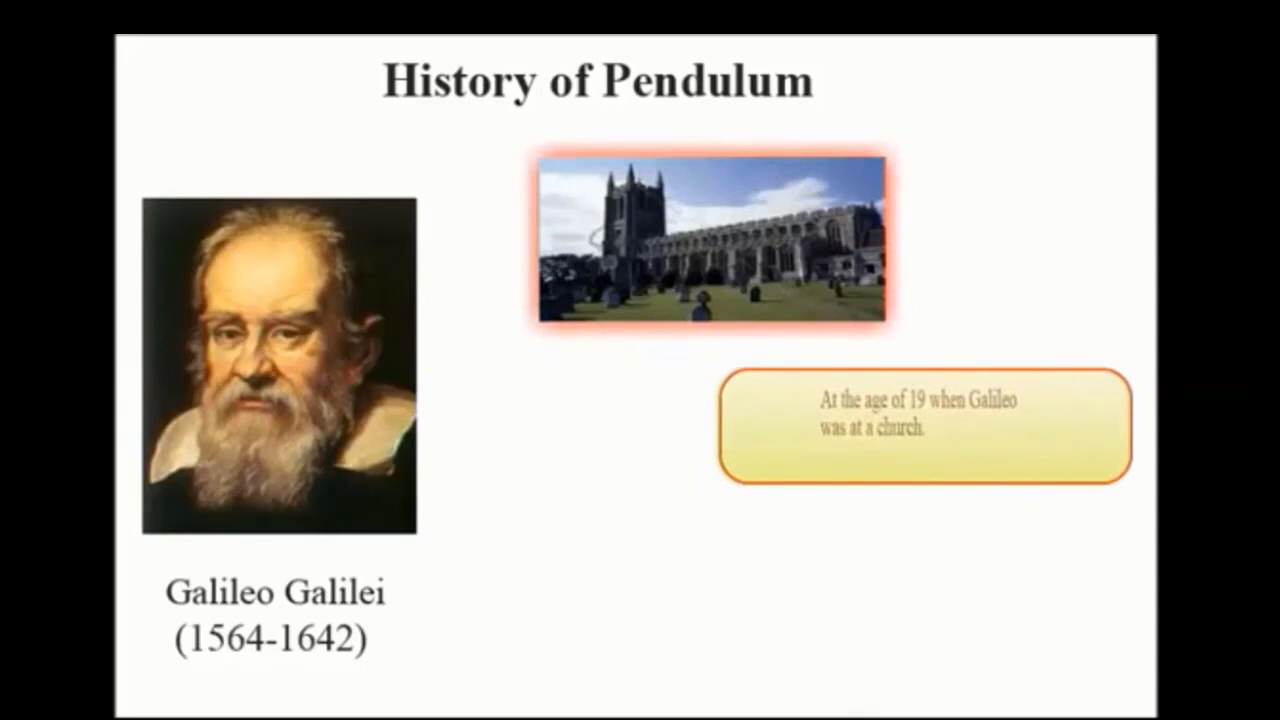 History of Pendulum
At the age of 19 when Galileo
was at a church.
Galileo Galilei
(1564-1642)